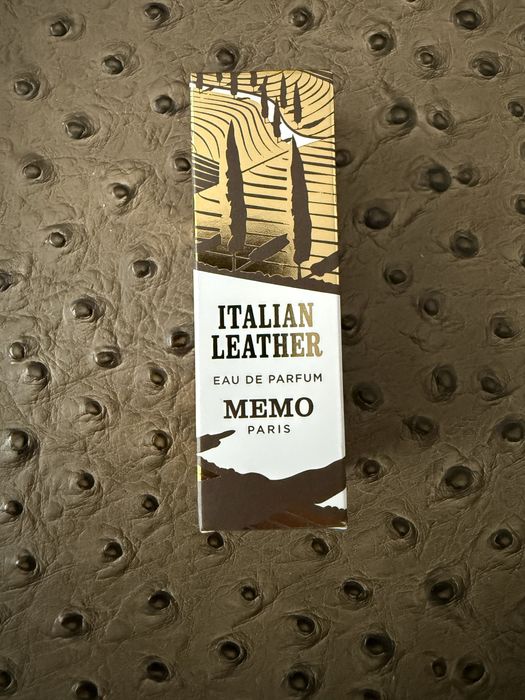 ITALIAN
LEATHER
EAU DE PARFUM
MEMO
PARIS